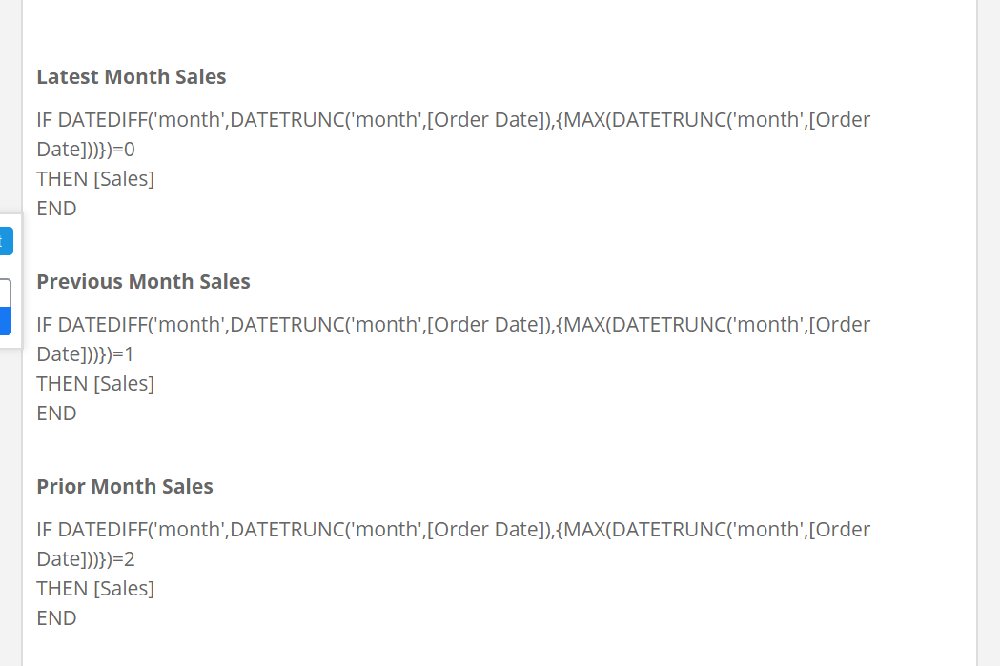 Latest Month Sales
IF DATEDIFF('month',DATETRUNC('month',[Order Date]),{MAX(DATETRUNC('month',[Order
Date]))})=0
THEN [Sales]
END
Previous Month Sales
IF DATEDIFF('month',DATETRUNC('month',[Order Date]),{MAX(DATETRUNC('month',[Order
Date]))})=1
THEN [Sales]
END
Prior Month Sales
IF DATEDIFF('month',DATETRUNC('month',[Order Date]),{MAX(DATETRUNC('month',[Order
Date]))})=2
THEN [Sales]
END